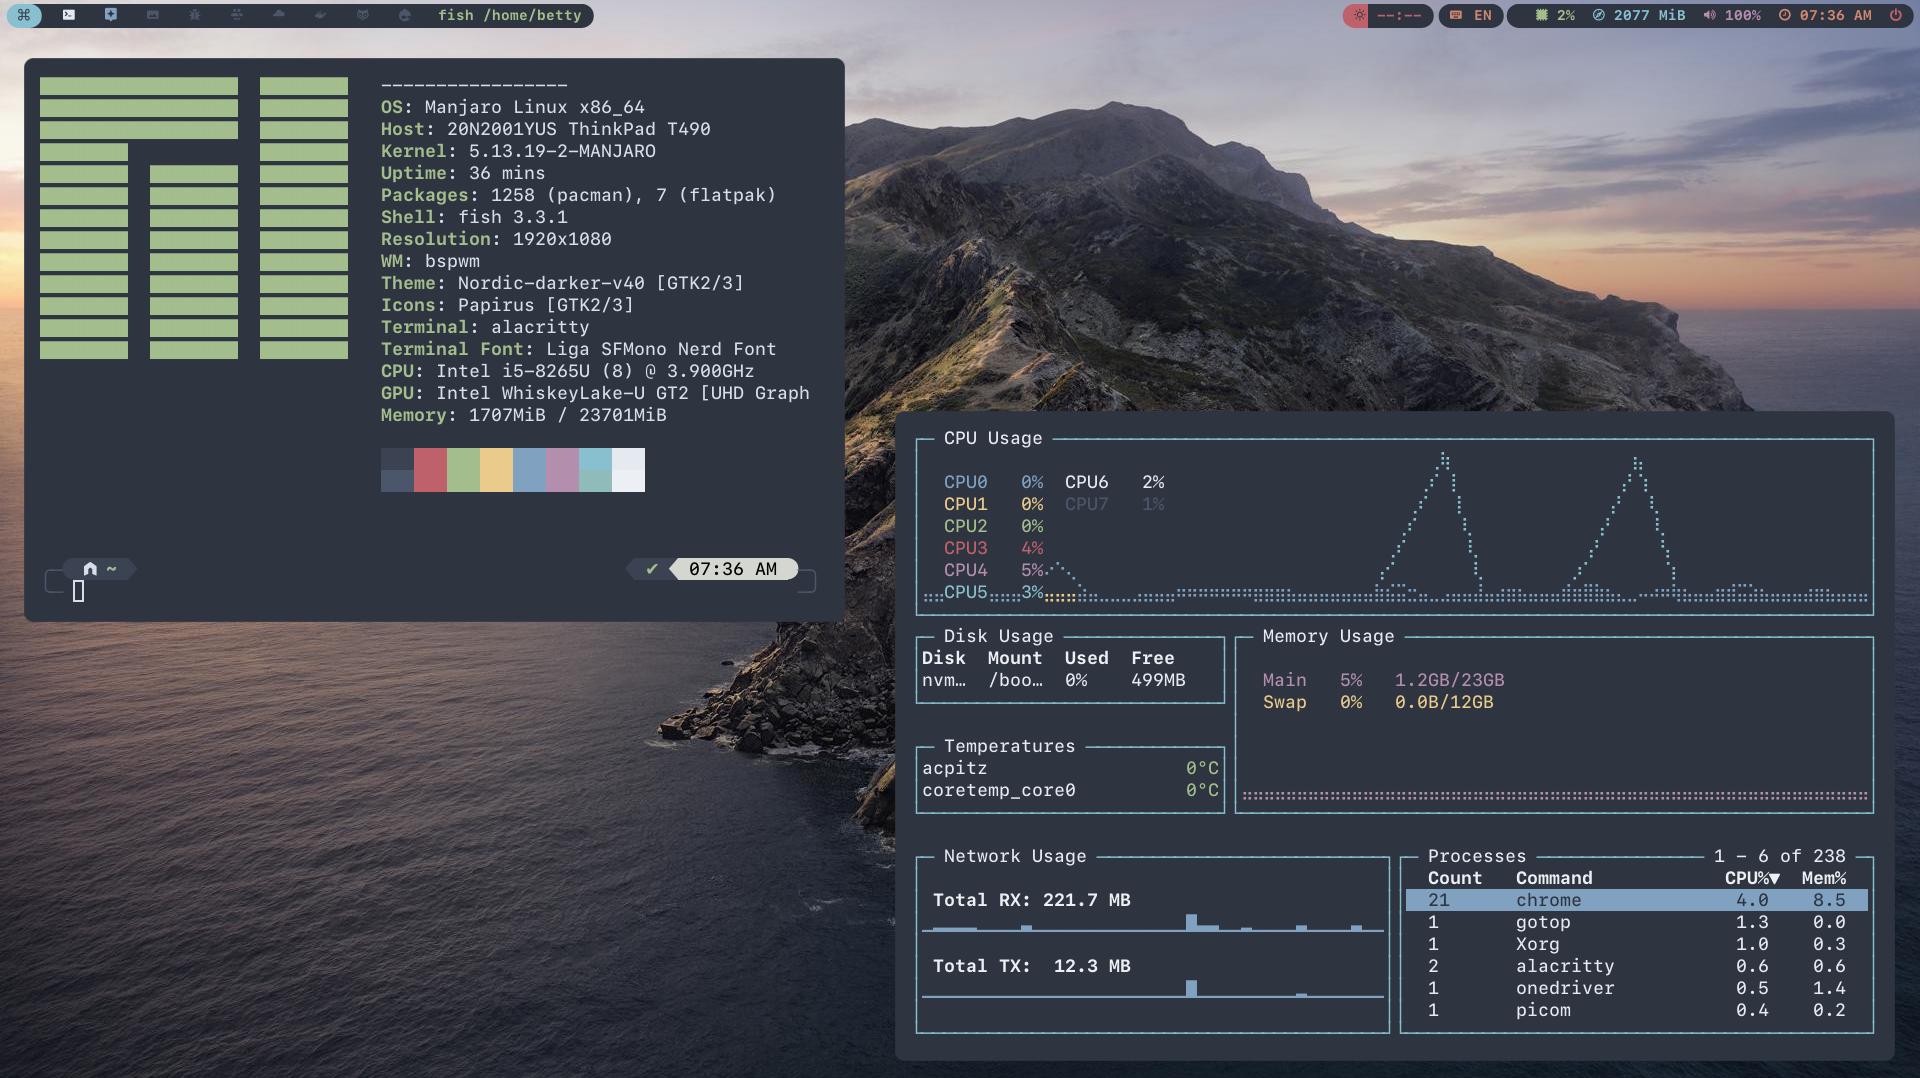 fish /home/betty
--:--
EN
2%
2077 MiB
100%
07:36 AM
-----------------
OS: Manjaro Linux x86_64
Host: 20N2001YUS ThinkPad T490
Kernel: 5.13.19-2-MANJARO
Uptime: 36 mins
Packages: 1258 (pacman), 7 (flatpak)
Shell: fish 3.3.1
Resolution: 1920x1080
WM: bspwm
Theme: Nordic-darker-v40 [GTK2/3]
Icons: Papirus [GTK2/3]
Terminal: alacritty
Terminal Font: Liga SFMono Nerd Font
CPU: Intel i5-8265U (8) @ 3.900GHz
GPU: Intel WhiskeyLake-U GT2 [UHD Graph
Memory: 1707MiB / 23701MiB
~
✔ 07:36 AM
CPU Usage
CPU0 0% CPU6 2%
CPU1 0% CPU7 1%
CPU2 0%
CPU3 4%
CPU4 5%
CPU5 3%
Disk Usage
Disk Mount Used Free
nvm… /boo… 0% 499MB
Memory Usage
Main 5% 1.2GB/23GB
Swap 0% 0.0B/12GB
Temperatures
acpitz 0°C
coretemp_core0 0°C
Network Usage
Total RX: 221.7 MB
Total TX: 12.3 MB
Processes 1 - 6 of 238
Count Command CPU%▼ Mem%
21 chrome 4.0 8.5
1 gotop 1.3 0.0
1 Xorg 1.0 0.3
2 alacritty 0.6 0.6
1 onedriver 0.5 1.4
1 picom 0.4 0.2